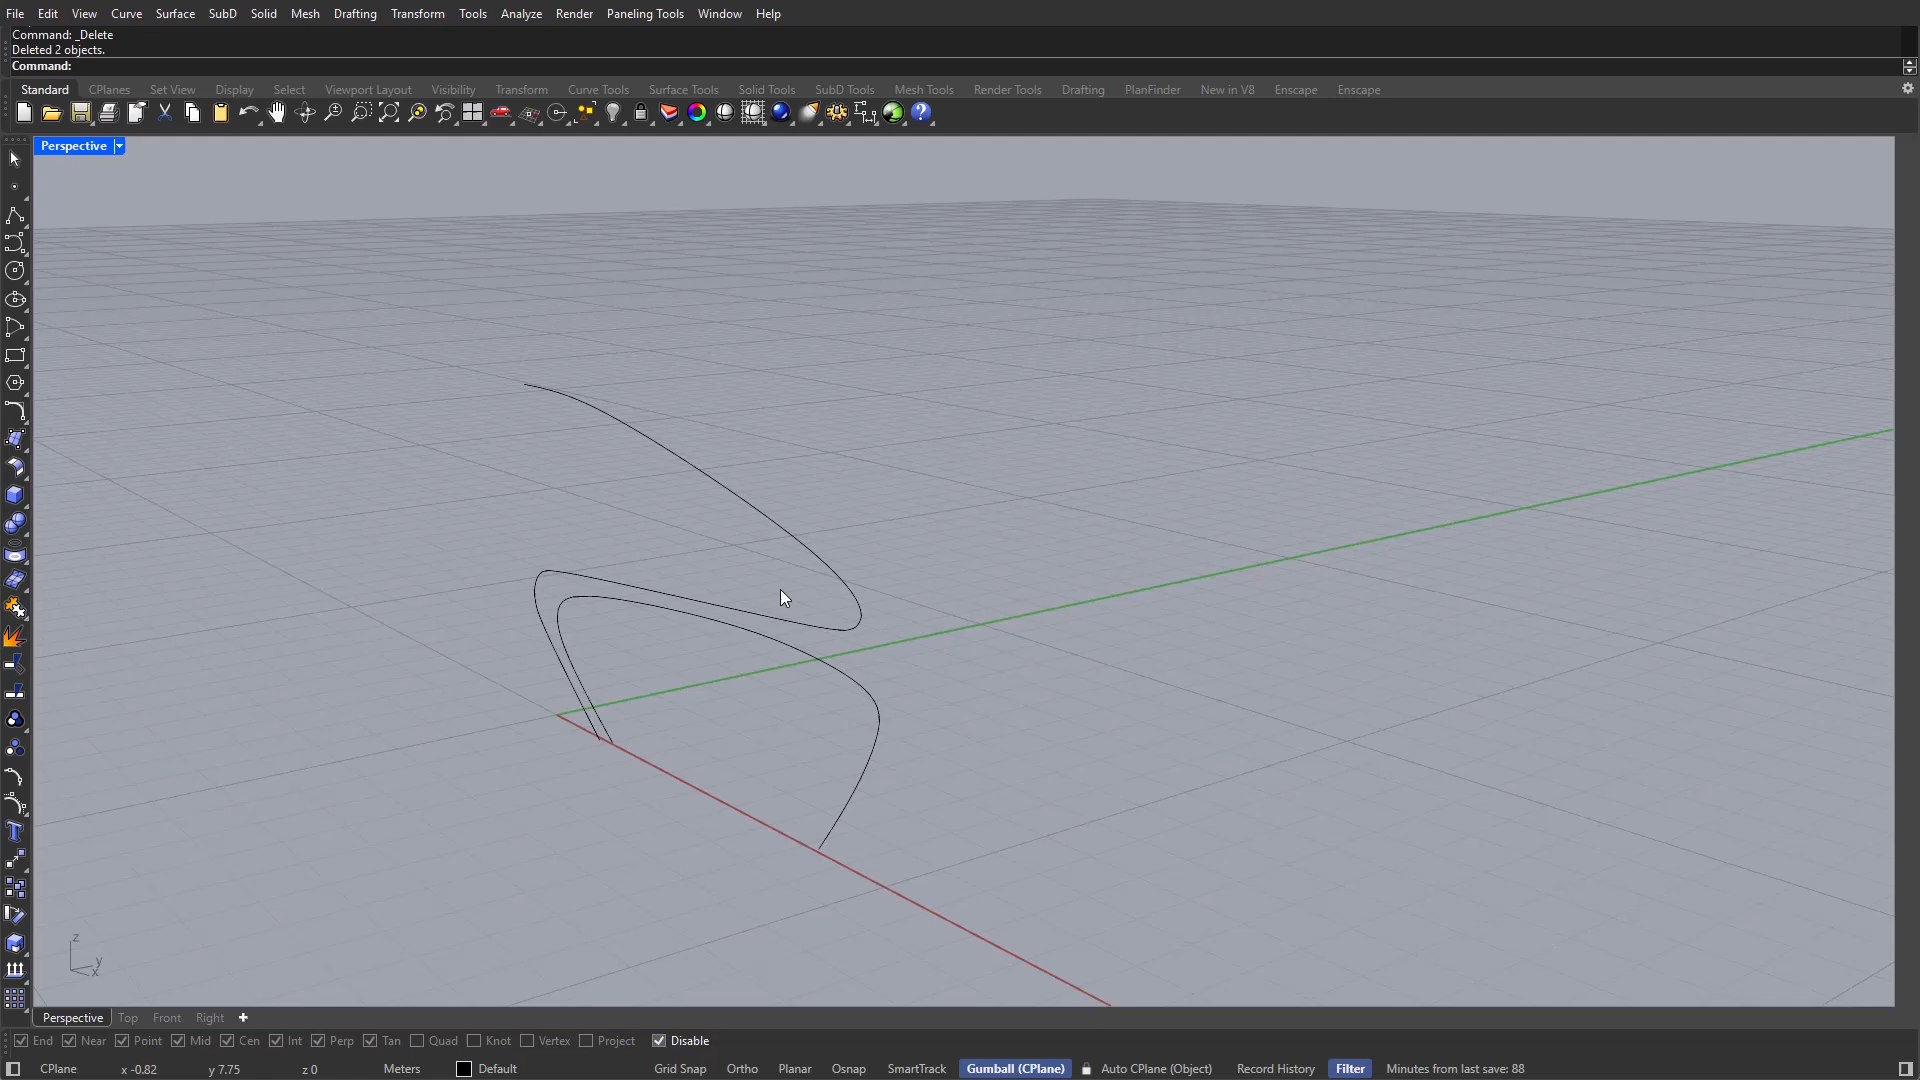 File Edit View Curve Surface SubD Solid Mesh Drafting Transform Tools Analyze Render Paneling Tools Window Help
Command: _Delete
Deleted 2 objects.
Command:
Standard CPlanes Set View Display Select Viewport Layout Visibility Transform Curve Tools Surface Tools Solid Tools SubD Tools Mesh Tools Render Tools Drafting PlanFinder New in V8 Enscape Enscape
Perspective
z
y
x
Perspective Top Front Right
End Near Point Mid Cen Int Perp Tan Quad Knot Vertex Project Disable
CPlane x -0.82 y 7.75 z 0 Meters Default Grid Snap Ortho Planar Osnap SmartTrack Gumball (CPlane) Auto CPlane (Object) Record History Filter Minutes from last save: 88